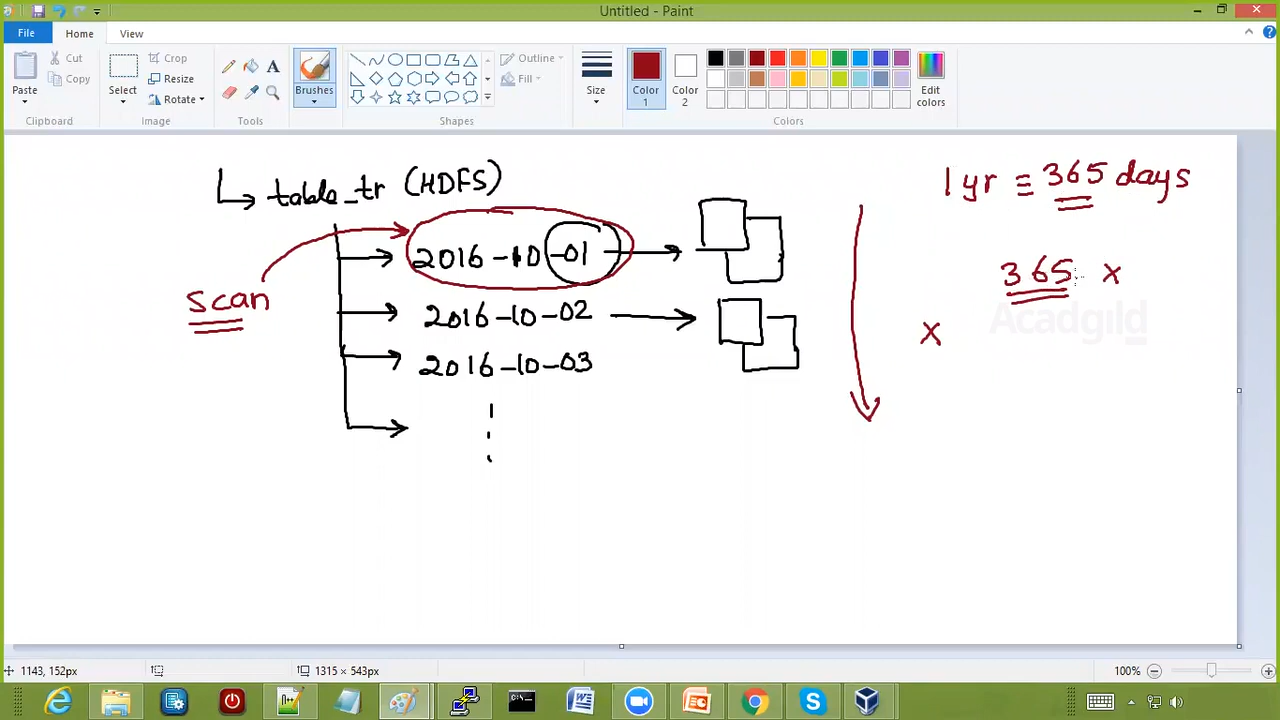 Untitled - Paint
File Home View
Paste
Cut
Copy
Clipboard
Select
Crop
Resize
Rotate
Image
Tools
Brushes
Outline
Fill
Shapes
Size
Color 1
Color 2
Edit colors
Colors
table_tr (HDFS)
1 yr ≡ 365 days
scan
2016-10-01
2016-10-02
2016-10-03
365 x
x
Acadgild
1143, 152px
1315 × 543px
100%